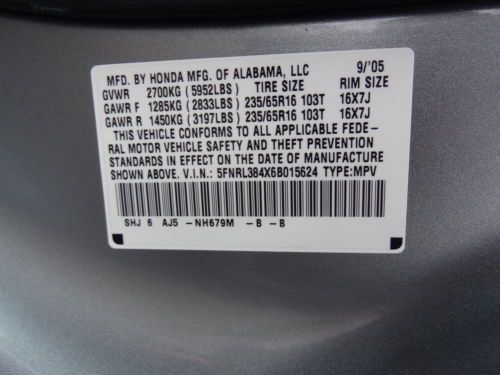 MFD. BY HONDA MFG. OF ALABAMA, LLC 9/'05
GVWR 2700KG (5952LBS) TIRE SIZE RIM SIZE
GAWR F 1285KG (2833LBS) 235/65R16 103T 16X7J
GAWR R 1450KG (3197LBS) 235/65R16 103T 16X7J
THIS VEHICLE CONFORMS TO ALL APPLICABLE FEDE-
RAL MOTOR VEHICLE SAFETY AND THEFT PREVENTION
STANDARDS IN EFFECT ON THE DATE OF MANUFACTURE
SHOWN ABOVE. V.I.N.: 5FNRL384X6B015624 TYPE:MPV
SHJ 6 AJ5 -NH679M -B -B